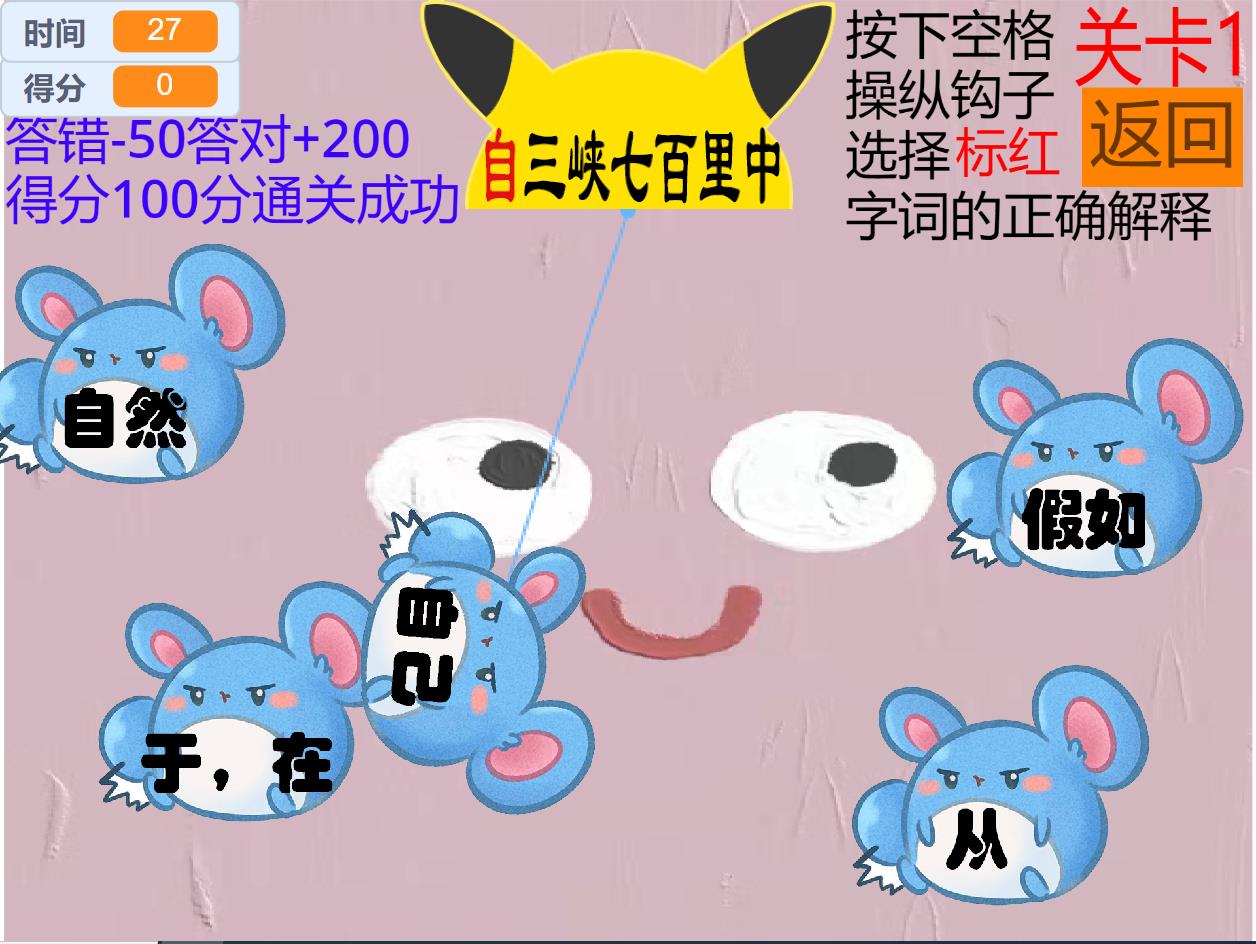 时间 27
得分 0
答错-50答对+200
得分100分通关成功
自三峡七百里中
按下空格
操纵钩子
选择标红
字词的正确解释
关卡1
返回
自然
假如
自己
于，在
从